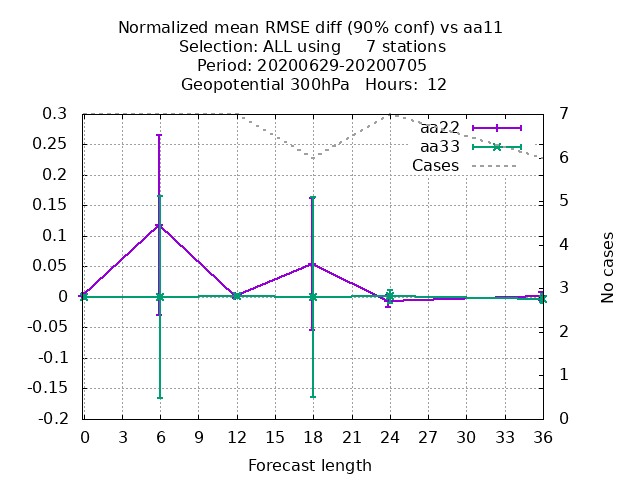 Normalized mean RMSE diff (90% conf) vs aa11
Selection: ALL using     7 stations
Period: 20200629-20200705
Geopotential 300hPa   Hours:  12
0.3
0.25
0.2
0.15
0.1
0.05
0
-0.05
-0.1
-0.15
-0.2
aa22
aa33
Cases
7
6
5
4
3
2
1
0
No cases
0 3 6 9 12 15 18 21 24 27 30 33 36
Forecast length